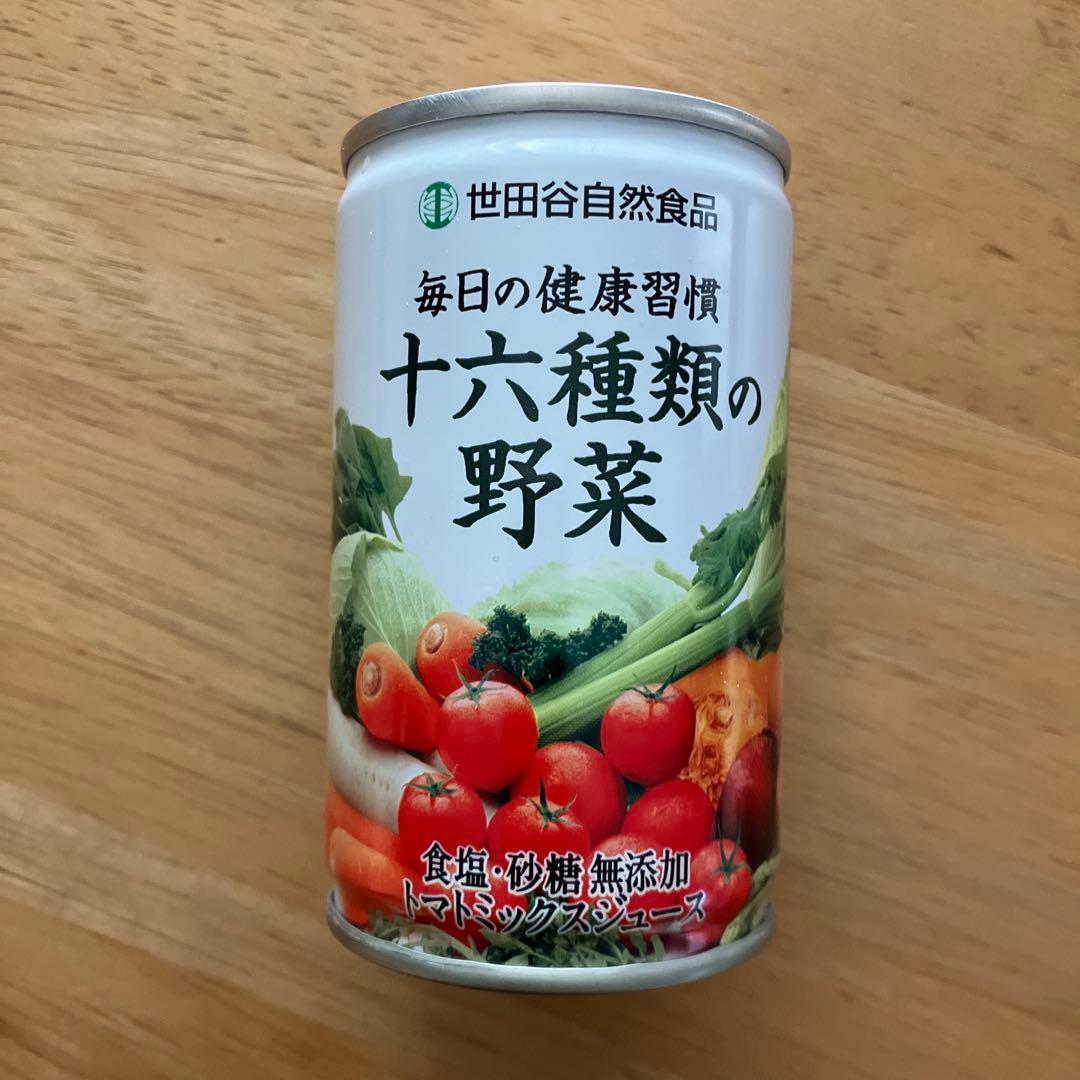 世田谷自然食品
毎日の健康習慣
十六種類の
野菜
食塩・砂糖 無添加
トマトミックスジュース